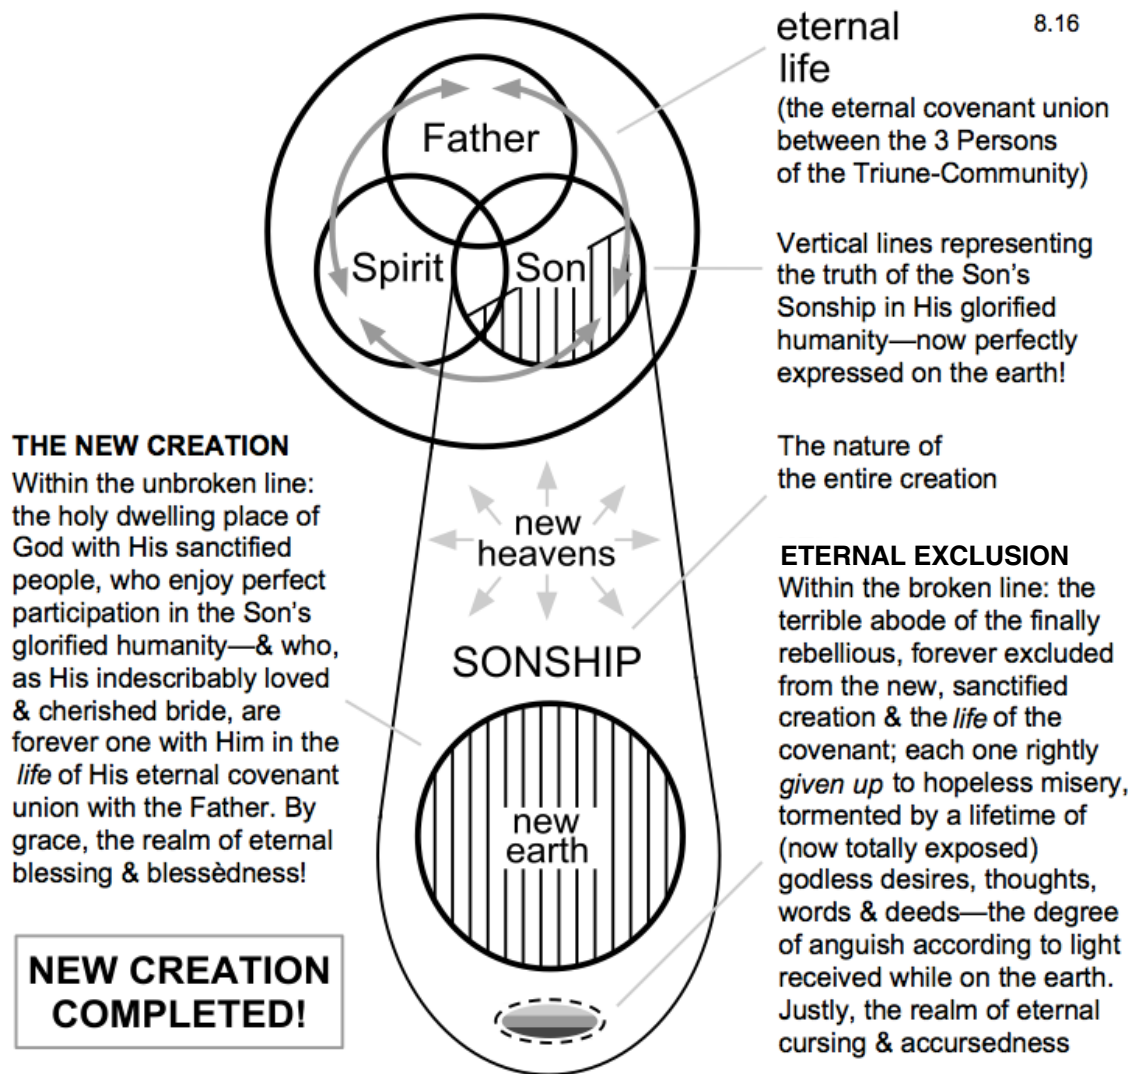 eternal
life
8.16
(the eternal covenant union
between the 3 Persons
of the Triune-Community)
Father
Spirit
Son
Vertical lines representing
the truth of the Son's
Sonship in His glorified
humanity—now perfectly
expressed on the earth!
THE NEW CREATION
Within the unbroken line:
the holy dwelling place of
God with His sanctified
people, who enjoy perfect
participation in the Son's
glorified humanity—& who,
as His indescribably loved
& cherished bride, are
forever one with Him in the
life of His eternal covenant
union with the Father. By
grace, the realm of eternal
blessing & blessèdness!
NEW CREATION
COMPLETED!
new
heavens
SONSHIP
new
earth
The nature of
the entire creation
ETERNAL EXCLUSION
Within the broken line: the
terrible abode of the finally
rebellious, forever excluded
from the new, sanctified
creation & the life of the
covenant; each one rightly
given up to hopeless misery,
tormented by a lifetime of
(now totally exposed)
godless desires, thoughts,
words & deeds—the degree
of anguish according to light
received while on the earth.
Justly, the realm of eternal
cursing & accursedness